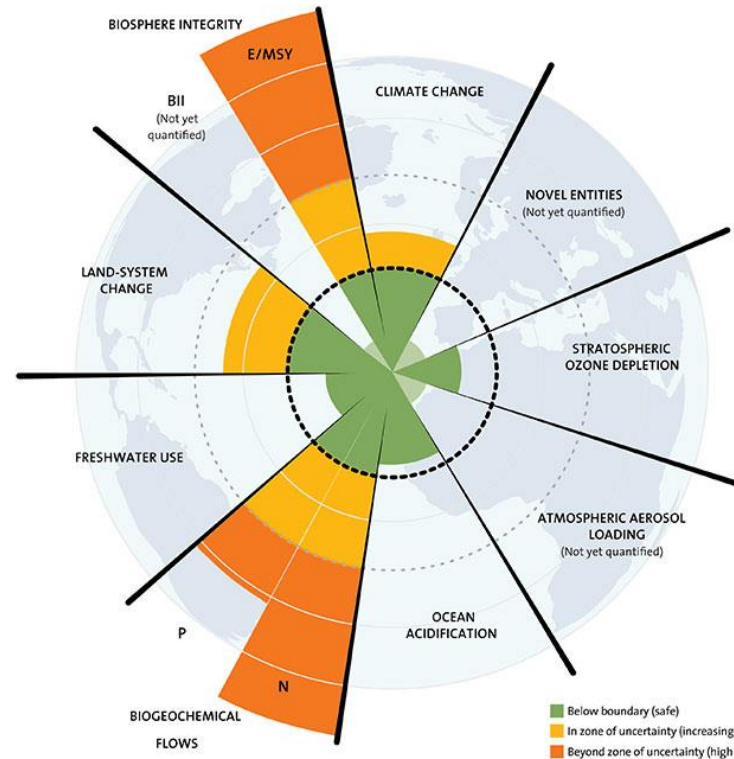 BIOSPHERE INTEGRITY
E/MSY
CLIMATE CHANGE
BII
(Not yet
quantified)
NOVEL ENTITIES
(Not yet quantified)
LAND-SYSTEM
CHANGE
STRATOSPHERIC
OZONE DEPLETION
FRESHWATER USE
ATMOSPHERIC AEROSOL
LOADING
(Not yet quantified)
OCEAN
ACIDIFICATION
P
N
BIOGEOCHEMICAL
FLOWS
Below boundary (safe)
In zone of uncertainty (increasing
Beyond zone of uncertainty (high